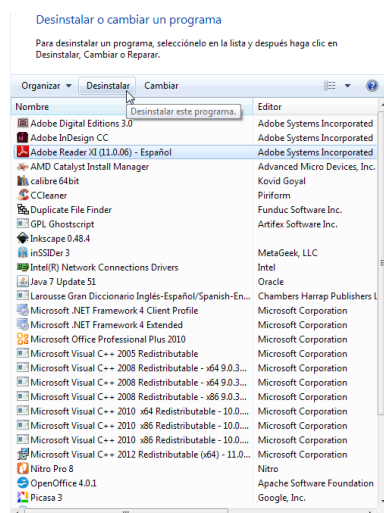 Desinstalar o cambiar un programa
Para desinstalar un programa, selecciónelo en la lista y después haga clic en
Desinstalar, Cambiar o Reparar.
Organizar Desinstalar Cambiar
Nombre Editor
Desinstalar este programa.
Adobe Digital Editions 3.0 Adobe Systems Incorporated
Adobe InDesign CC Adobe Systems Incorporated
Adobe Reader XI (11.0.06) - Español Adobe Systems Incorporated
AMD Catalyst Install Manager Advanced Micro Devices, Inc.
calibre 64bit Kovid Goyal
CCleaner Piriform
Duplicate File Finder Funduc Software Inc.
GPL Ghostscript Artifex Software Inc.
Inkscape 0.48.4
inSSIDer 3 MetaGeek, LLC
Intel(R) Network Connections Drivers Intel
Java 7 Update 51 Oracle
Larousse Gran Diccionario Inglés-Español/Spanish-En... Chambers Harrap Publishers L
Microsoft .NET Framework 4 Client Profile Microsoft Corporation
Microsoft .NET Framework 4 Extended Microsoft Corporation
Microsoft Office Professional Plus 2010 Microsoft Corporation
Microsoft Visual C++ 2005 Redistributable Microsoft Corporation
Microsoft Visual C++ 2008 Redistributable - x64 9.0.3... Microsoft Corporation
Microsoft Visual C++ 2008 Redistributable - x64 9.0.3... Microsoft Corporation
Microsoft Visual C++ 2008 Redistributable - x86 9.0.3... Microsoft Corporation
Microsoft Visual C++ 2010 x64 Redistributable - 10.0.... Microsoft Corporation
Microsoft Visual C++ 2010 x86 Redistributable - 10.0.... Microsoft Corporation
Microsoft Visual C++ 2012 Redistributable (x64) - 11.0... Microsoft Corporation
Nitro Pro 8 Nitro
OpenOffice 4.0.1 Apache Software Foundation
Picasa 3 Google, Inc.